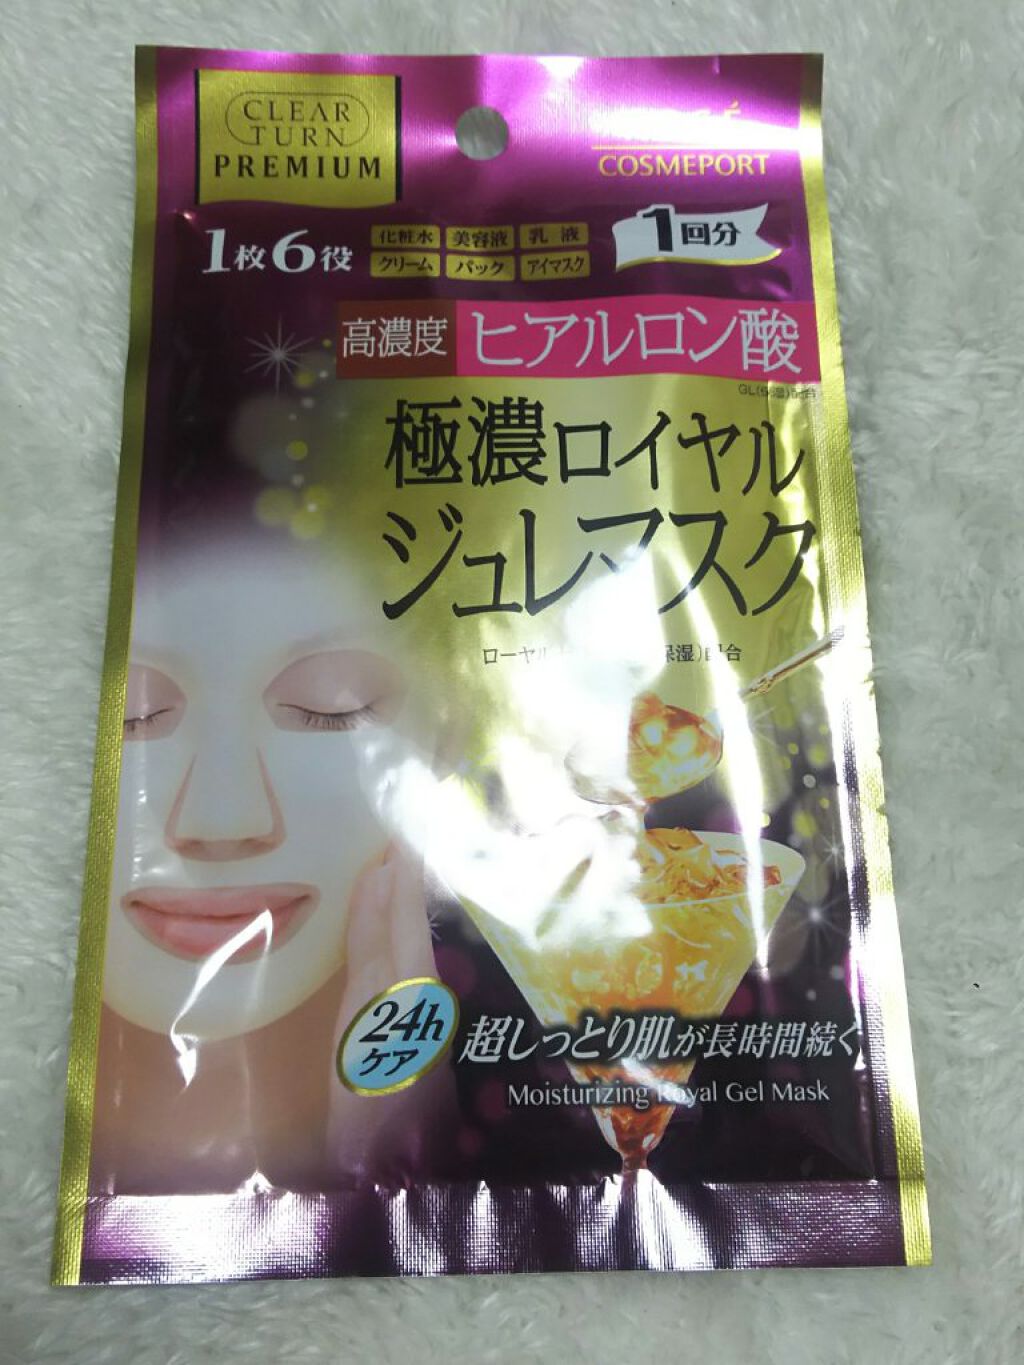 CLEAR
TURN
PREMIUM
COSMEPORT
1枚6役
化粧水 美容液 乳液
クリーム パック アイマスク
1回分
高濃度 ヒアルロン酸
極濃ロイヤル
ジュレマスク
24h
ケア
超しっとり肌が長時間続く
Moisturizing Royal Gel Mask